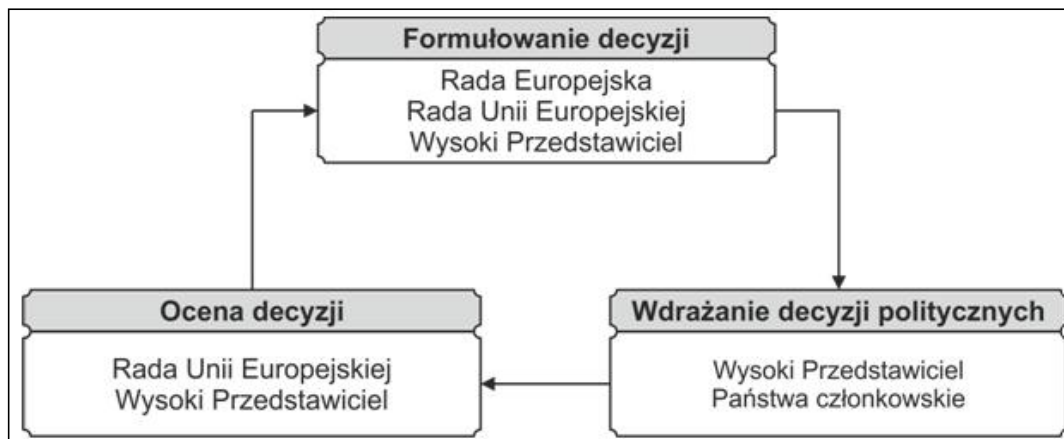 Formułowanie decyzji
Rada Europejska
Rada Unii Europejskiej
Wysoki Przedstawiciel
Ocena decyzji
Rada Unii Europejskiej
Wysoki Przedstawiciel
Wdrażanie decyzji politycznych
Wysoki Przedstawiciel
Państwa członkowskie